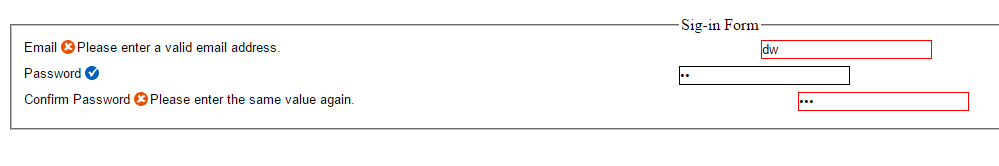 Sig-in Form
Email Please enter a valid email address. dw
Password ••
Confirm Password Please enter the same value again. •••